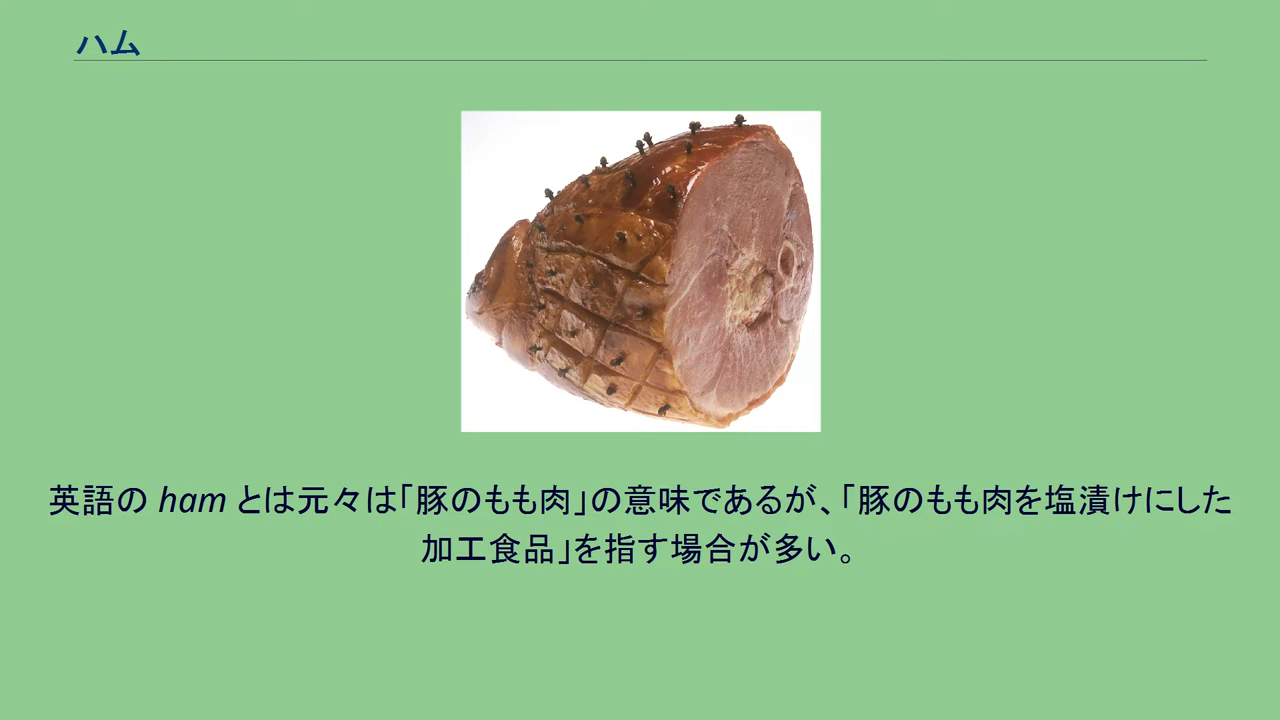 ハム
英語の ham とは元々は「豚のもも肉」の意味であるが、「豚のもも肉を塩漬けにした
加工食品」を指す場合が多い。